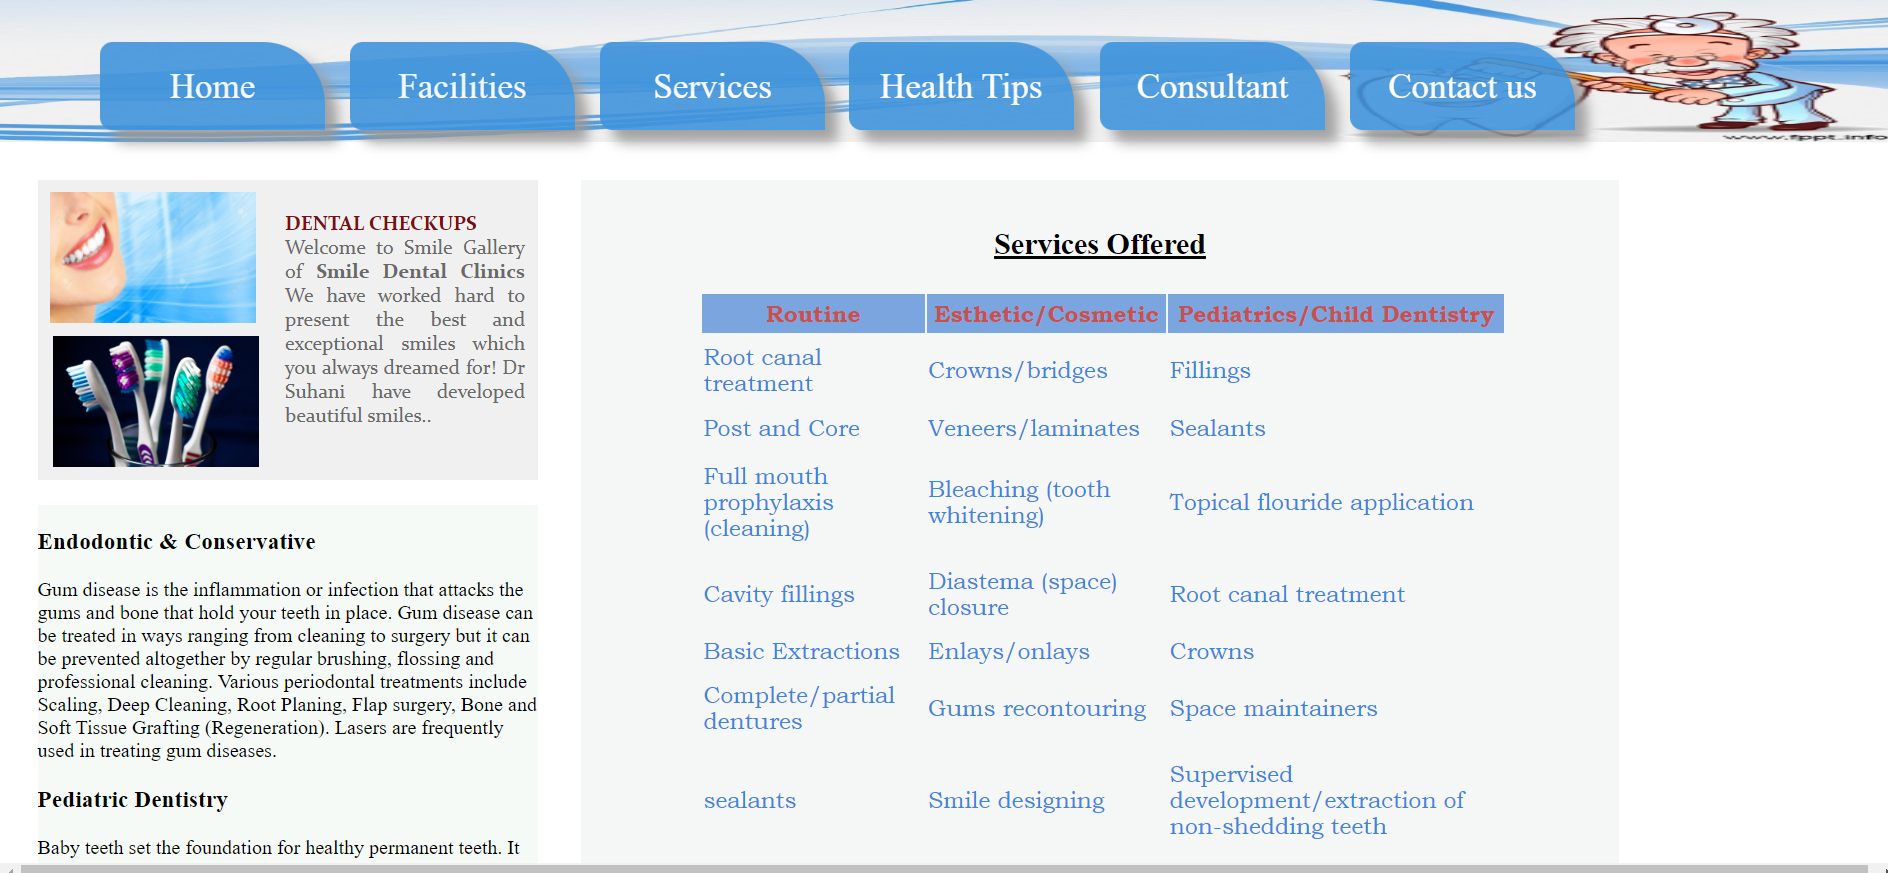 Home Facilities Services Health Tips Consultant Contact us
www.fppt.info
DENTAL CHECKUPS
Welcome to Smile Gallery
of Smile Dental Clinics
We have worked hard to
present the best and
exceptional smiles which
you always dreamed for! Dr
Suhani have developed
beautiful smiles..
Endodontic & Conservative
Gum disease is the inflammation or infection that attacks the
gums and bone that hold your teeth in place. Gum disease can
be treated in ways ranging from cleaning to surgery but it can
be prevented altogether by regular brushing, flossing and
professional cleaning. Various periodontal treatments include
Scaling, Deep Cleaning, Root Planing, Flap surgery, Bone and
Soft Tissue Grafting (Regeneration). Lasers are frequently
used in treating gum diseases.
Pediatric Dentistry
Baby teeth set the foundation for healthy permanent teeth. It
Services Offered
Routine Esthetic/Cosmetic Pediatrics/Child Dentistry
Root canal
treatment
Crowns/bridges
Fillings
Post and Core
Veneers/laminates
Sealants
Full mouth
prophylaxis
(cleaning)
Bleaching (tooth
whitening)
Topical flouride application
Cavity fillings
Diastema (space)
closure
Root canal treatment
Basic Extractions
Enlays/onlays
Crowns
Complete/partial
dentures
Gums recontouring
Space maintainers
sealants
Smile designing
Supervised
development/extraction of
non-shedding teeth